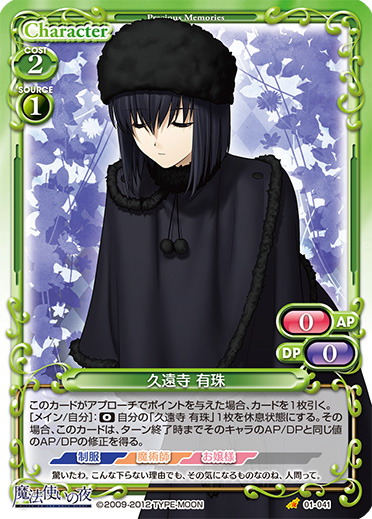 Precious Memories
Character
COST
2
SOURCE
1
0 AP
DP 0
久遠寺 有珠
このカードがアプローチでポイントを与えた場合、カードを1枚引く。
[メイン/自分]:0自分の「久遠寺 有珠」1枚を休息状態にする。その
場合、このカードは、ターン終了時までそのキャラのAP/DPと同じ値
のAP/DPの修正を得る。
制服 魔術師 お嬢様
驚いたわ。こんな下らない理由でも、その気になるものなのね、人間って。
魔法使いの夜 ©2009-2012 TYPE-MOON 01-041